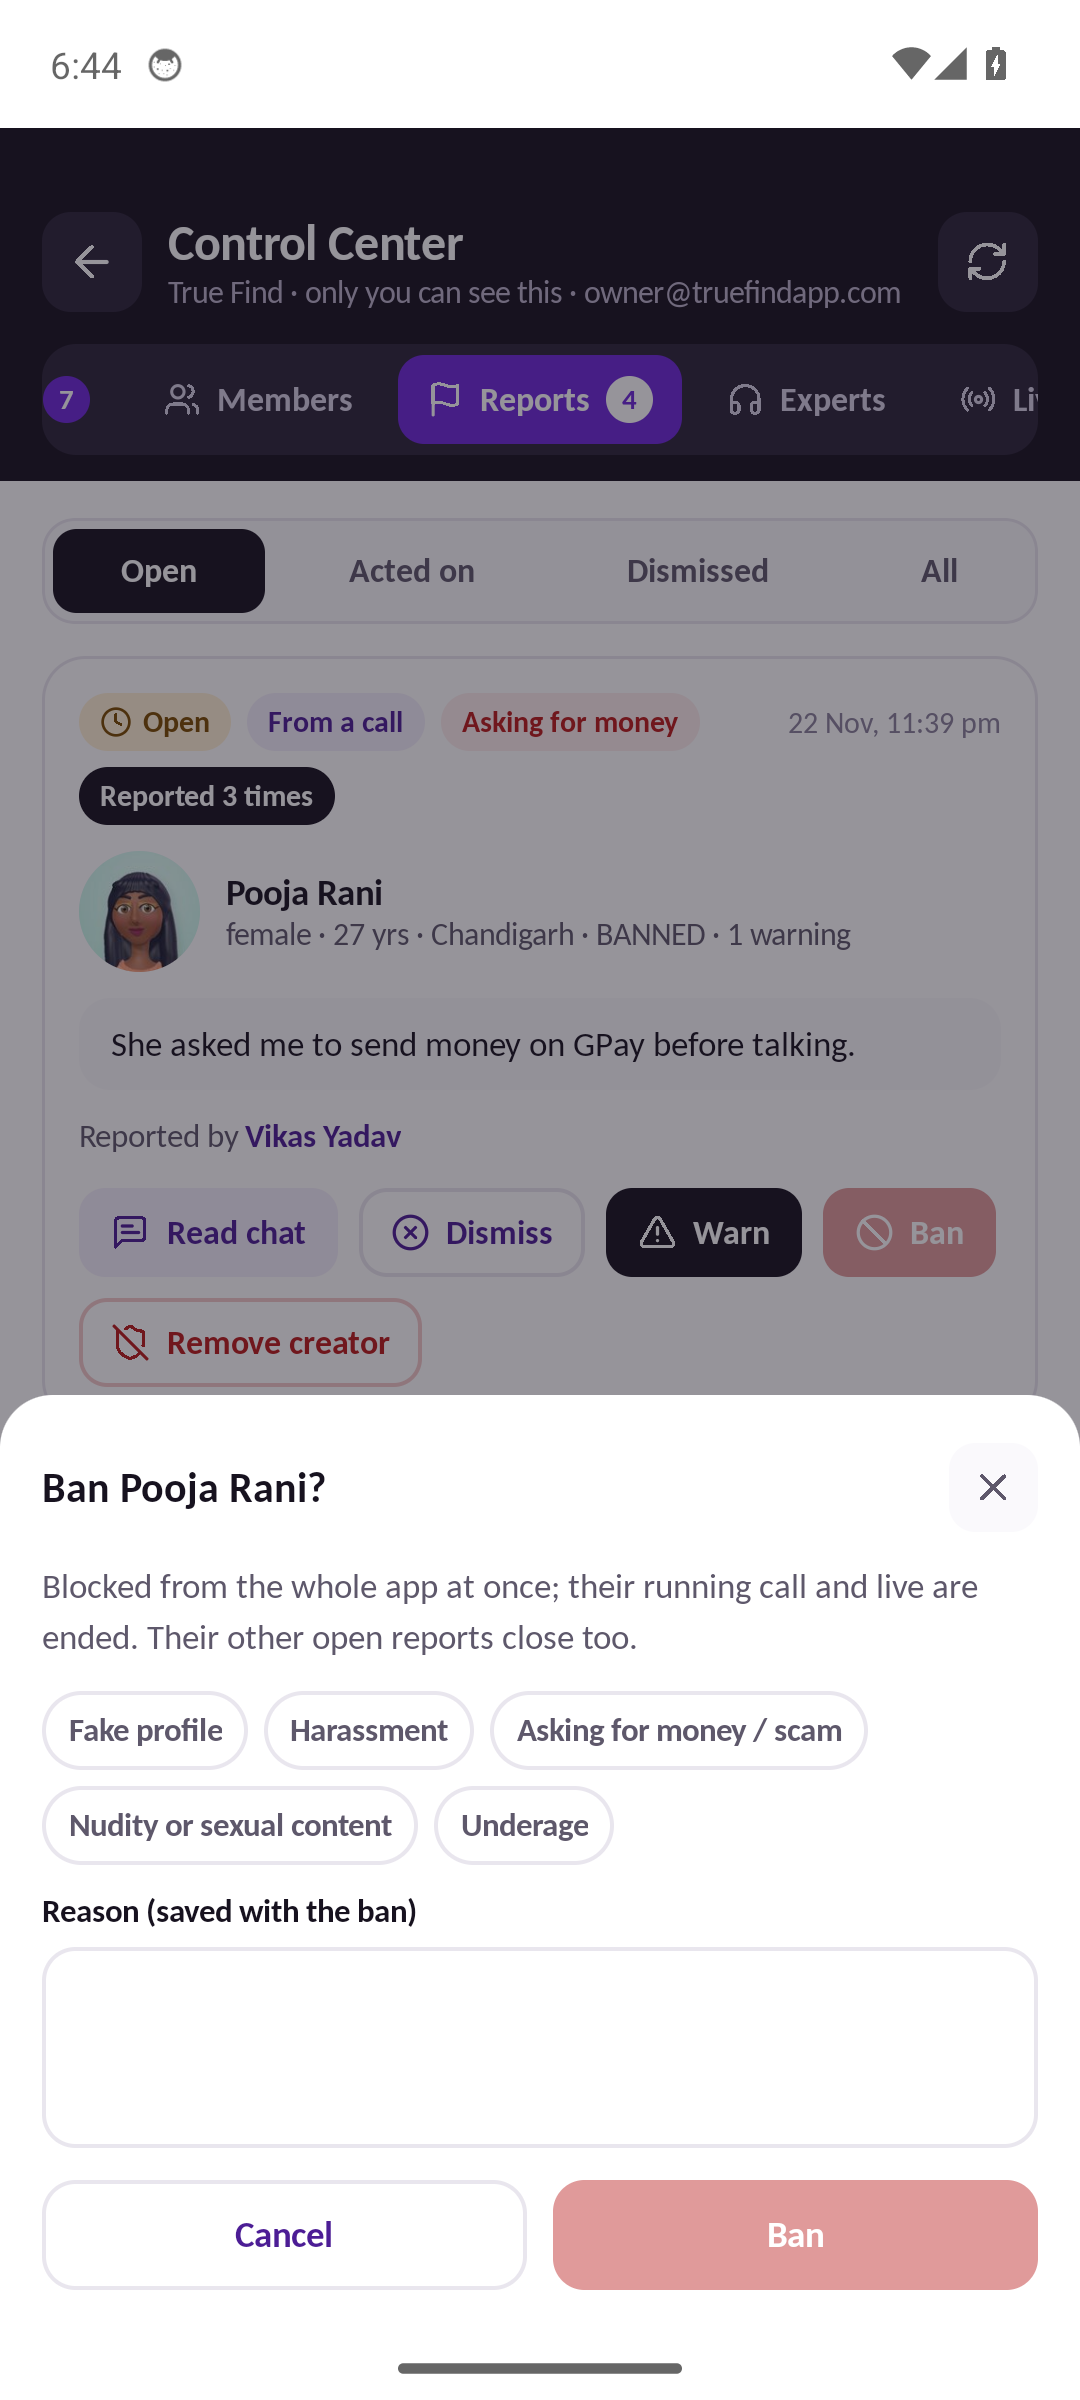 6:44
Control Center
True Find · only you can see this · owner@truefindapp.com
7 Members Reports 4 Experts Liv
Open Acted on Dismissed All
Open From a call Asking for money 22 Nov, 11:39 pm
Reported 3 times
Pooja Rani
female · 27 yrs · Chandigarh · BANNED · 1 warning
She asked me to send money on GPay before talking.
Reported by Vikas Yadav
Read chat Dismiss Warn Ban
Remove creator
Ban Pooja Rani?
Blocked from the whole app at once; their running call and live are
ended. Their other open reports close too.
Fake profile Harassment Asking for money / scam
Nudity or sexual content Underage
Reason (saved with the ban)
Cancel Ban